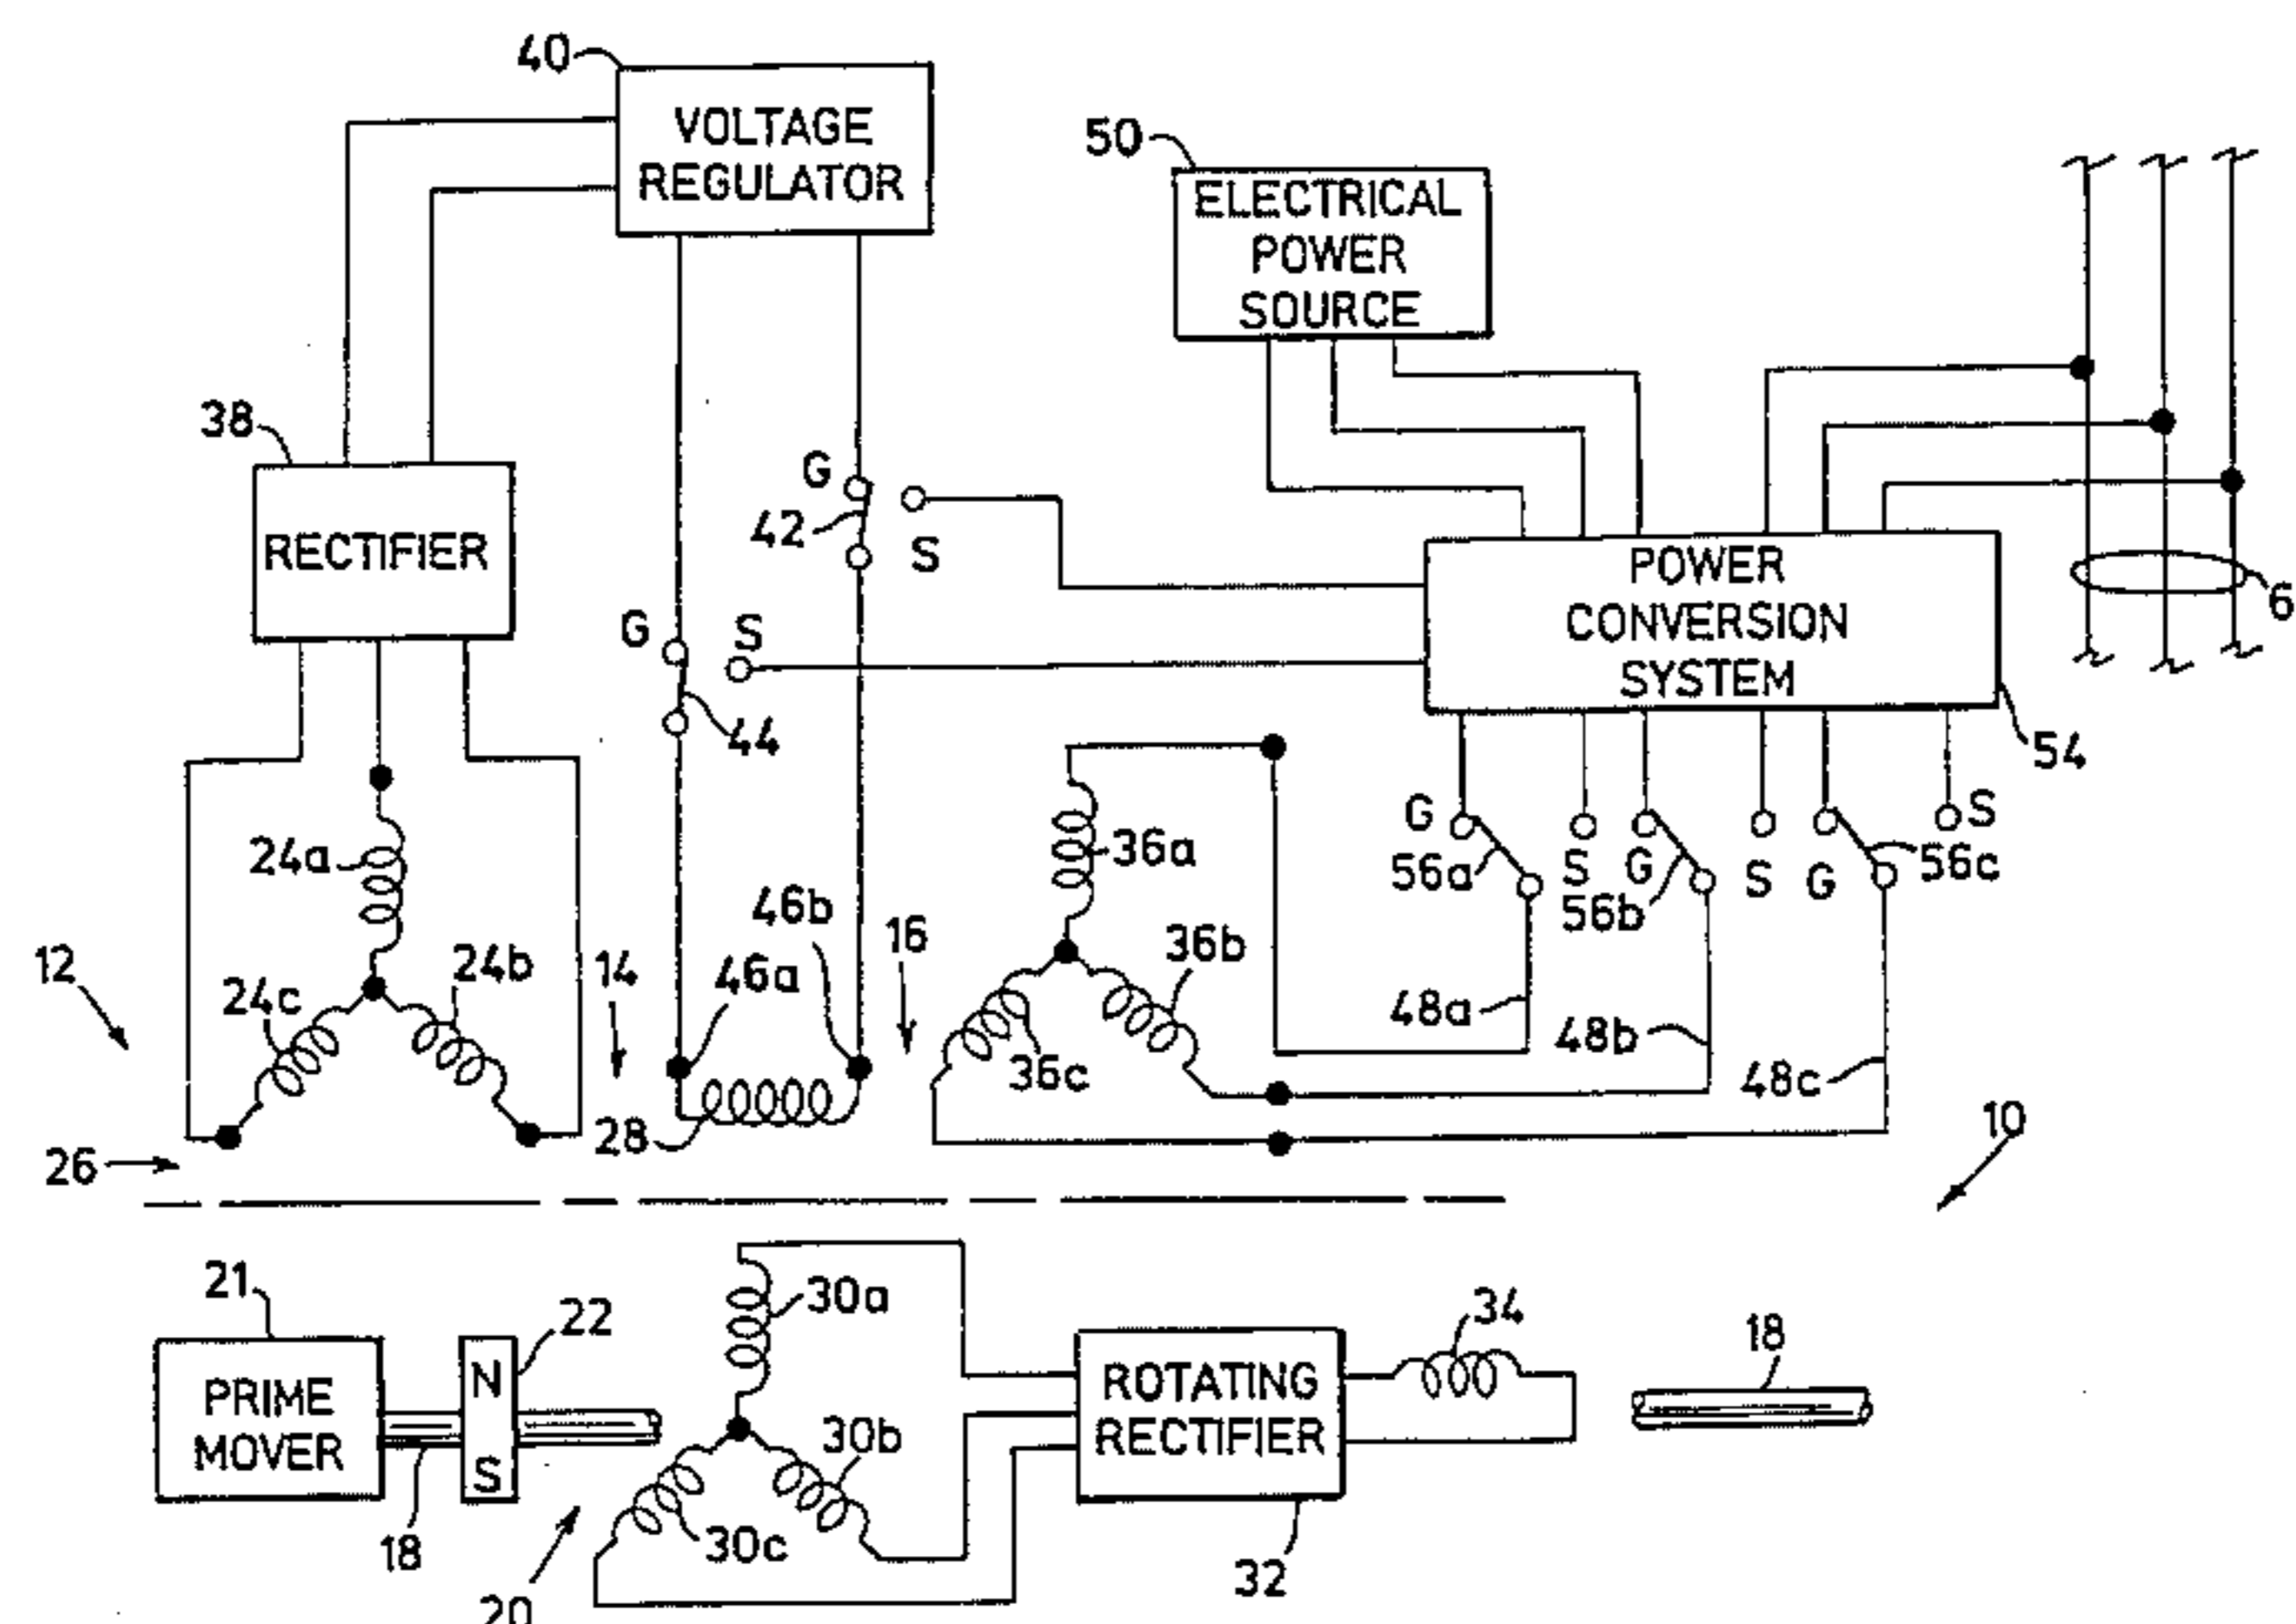 40
VOLTAGE
REGULATOR
50
ELECTRICAL
POWER
SOURCE
38
RECTIFIER
G
42
S
G
S
44
POWER
CONVERSION
SYSTEM
6
54
G
56a
S
G
56b
S
G
56c
S
24a
24b
24c
12
26
14
46a
46b
28
16
36a
36b
36c
48a
48b
48c
10
21
PRIME
MOVER
18
22
N
S
20
30a
30b
30c
ROTATING
RECTIFIER
32
34
18